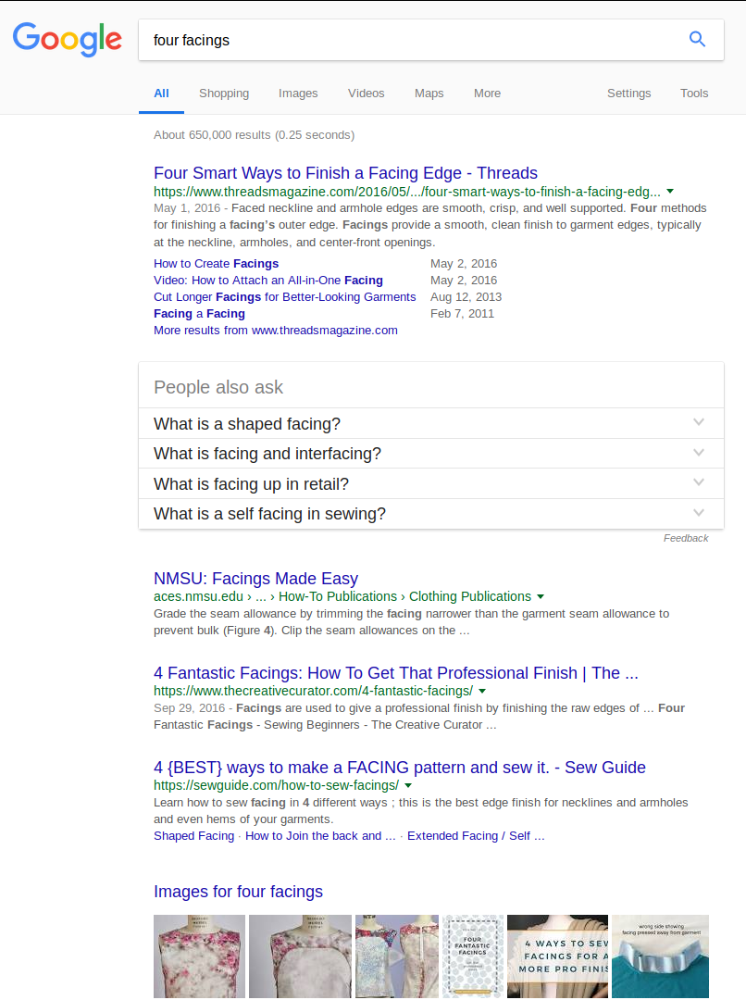 Google
four facings
All Shopping Images Videos Maps More Settings Tools
About 650,000 results (0.25 seconds)
Four Smart Ways to Finish a Facing Edge - Threads
https://www.threadsmagazine.com/2016/05/.../four-smart-ways-to-finish-a-facing-edg...
May 1, 2016 - Faced neckline and armhole edges are smooth, crisp, and well supported. Four methods
for finishing a facing's outer edge. Facings provide a smooth, clean finish to garment edges, typically
at the neckline, armholes, and center-front openings.
How to Create Facings May 2, 2016
Video: How to Attach an All-in-One Facing May 2, 2016
Cut Longer Facings for Better-Looking Garments Aug 12, 2013
Facing a Facing Feb 7, 2011
More results from www.threadsmagazine.com
People also ask
What is a shaped facing?
What is facing and interfacing?
What is facing up in retail?
What is a self facing in sewing?
Feedback
NMSU: Facings Made Easy
aces.nmsu.edu › ... › How-To Publications › Clothing Publications
Grade the seam allowance by trimming the facing narrower than the garment seam allowance to
prevent bulk (Figure 4). Clip the seam allowances on the ...
4 Fantastic Facings: How To Get That Professional Finish | The ...
https://www.thecreativecurator.com/4-fantastic-facings/
Sep 29, 2016 - Facings are used to give a professional finish by finishing the raw edges of ... Four
Fantastic Facings - Sewing Beginners - The Creative Curator ...
4 {BEST} ways to make a FACING pattern and sew it. - Sew Guide
https://sewguide.com/how-to-sew-facings/
Learn how to sew facing in 4 different ways ; this is the best edge finish for necklines and armholes
and even hems of your garments.
Shaped Facing · How to Join the back and ... · Extended Facing / Self ...
Images for four facings
FOUR
FANTASTIC
FACINGS
4 WAYS TO SEW
FACINGS FOR A
MORE PRO FINIS
wrong side showing
facing pressed away from garment